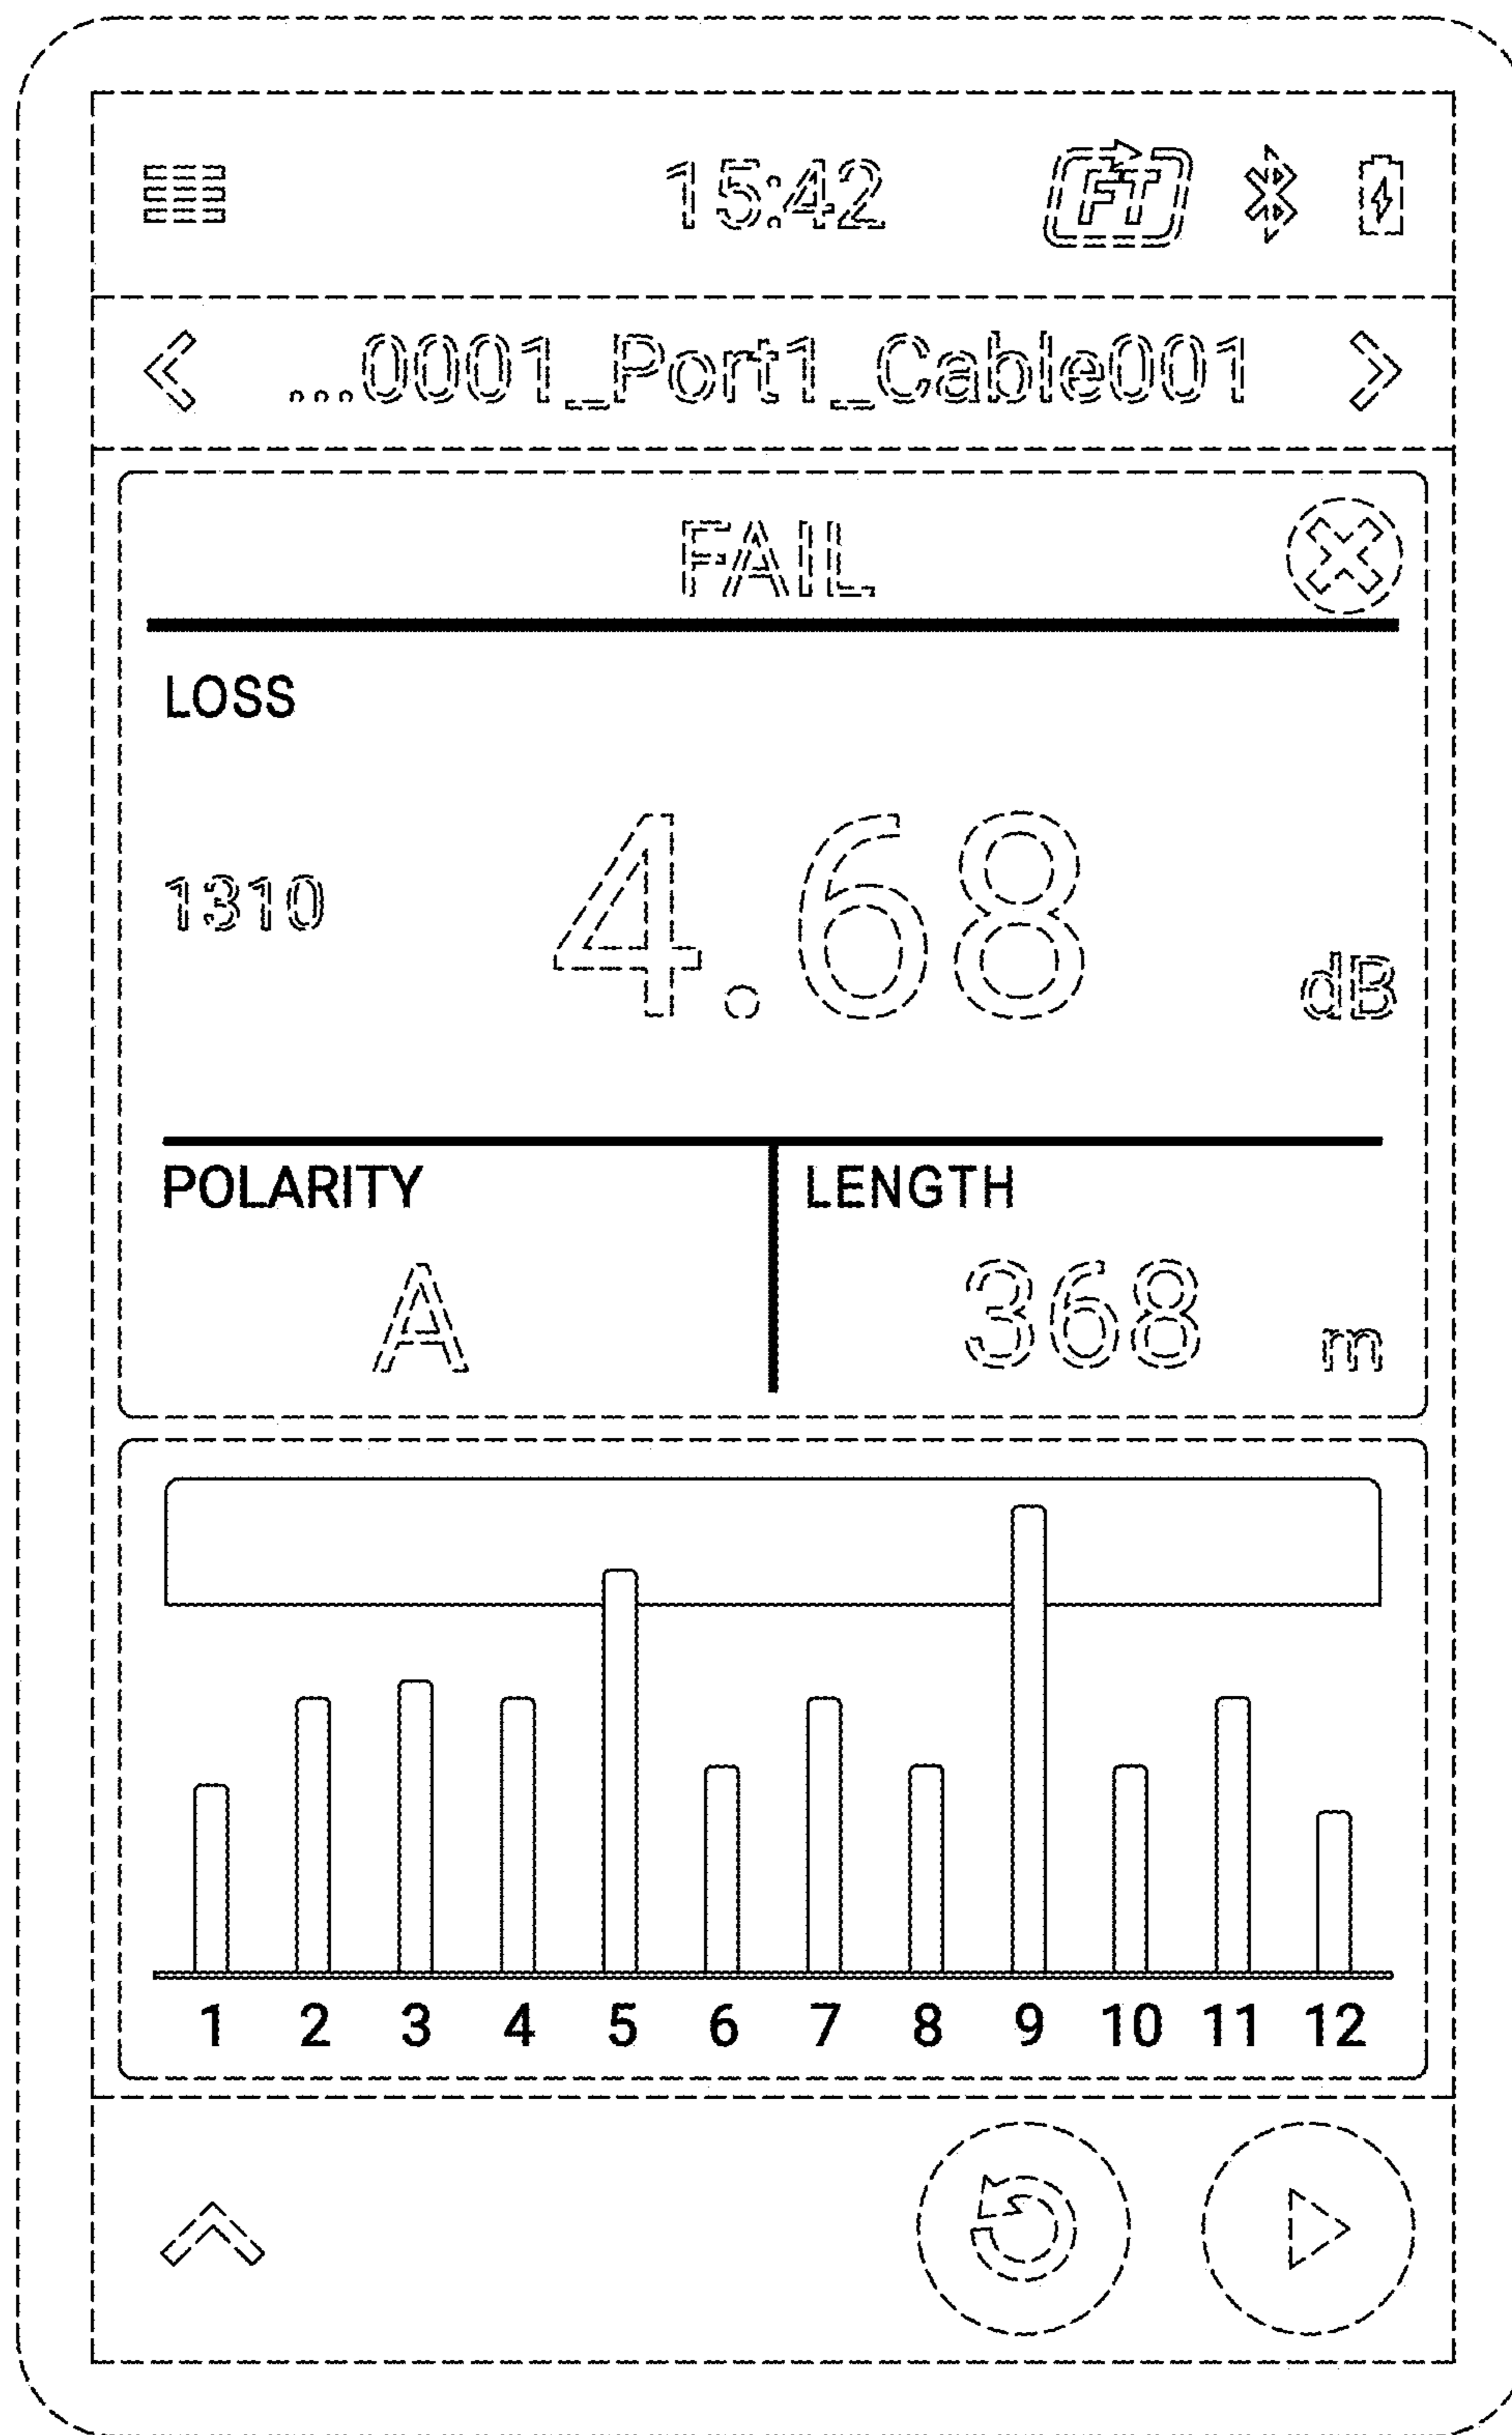 15:42 FT
...0001_Port1_Cable001
FAIL
LOSS
1310 4.68 dB
POLARITY LENGTH
A 368 m
1 2 3 4 5 6 7 8 9 10 11 12